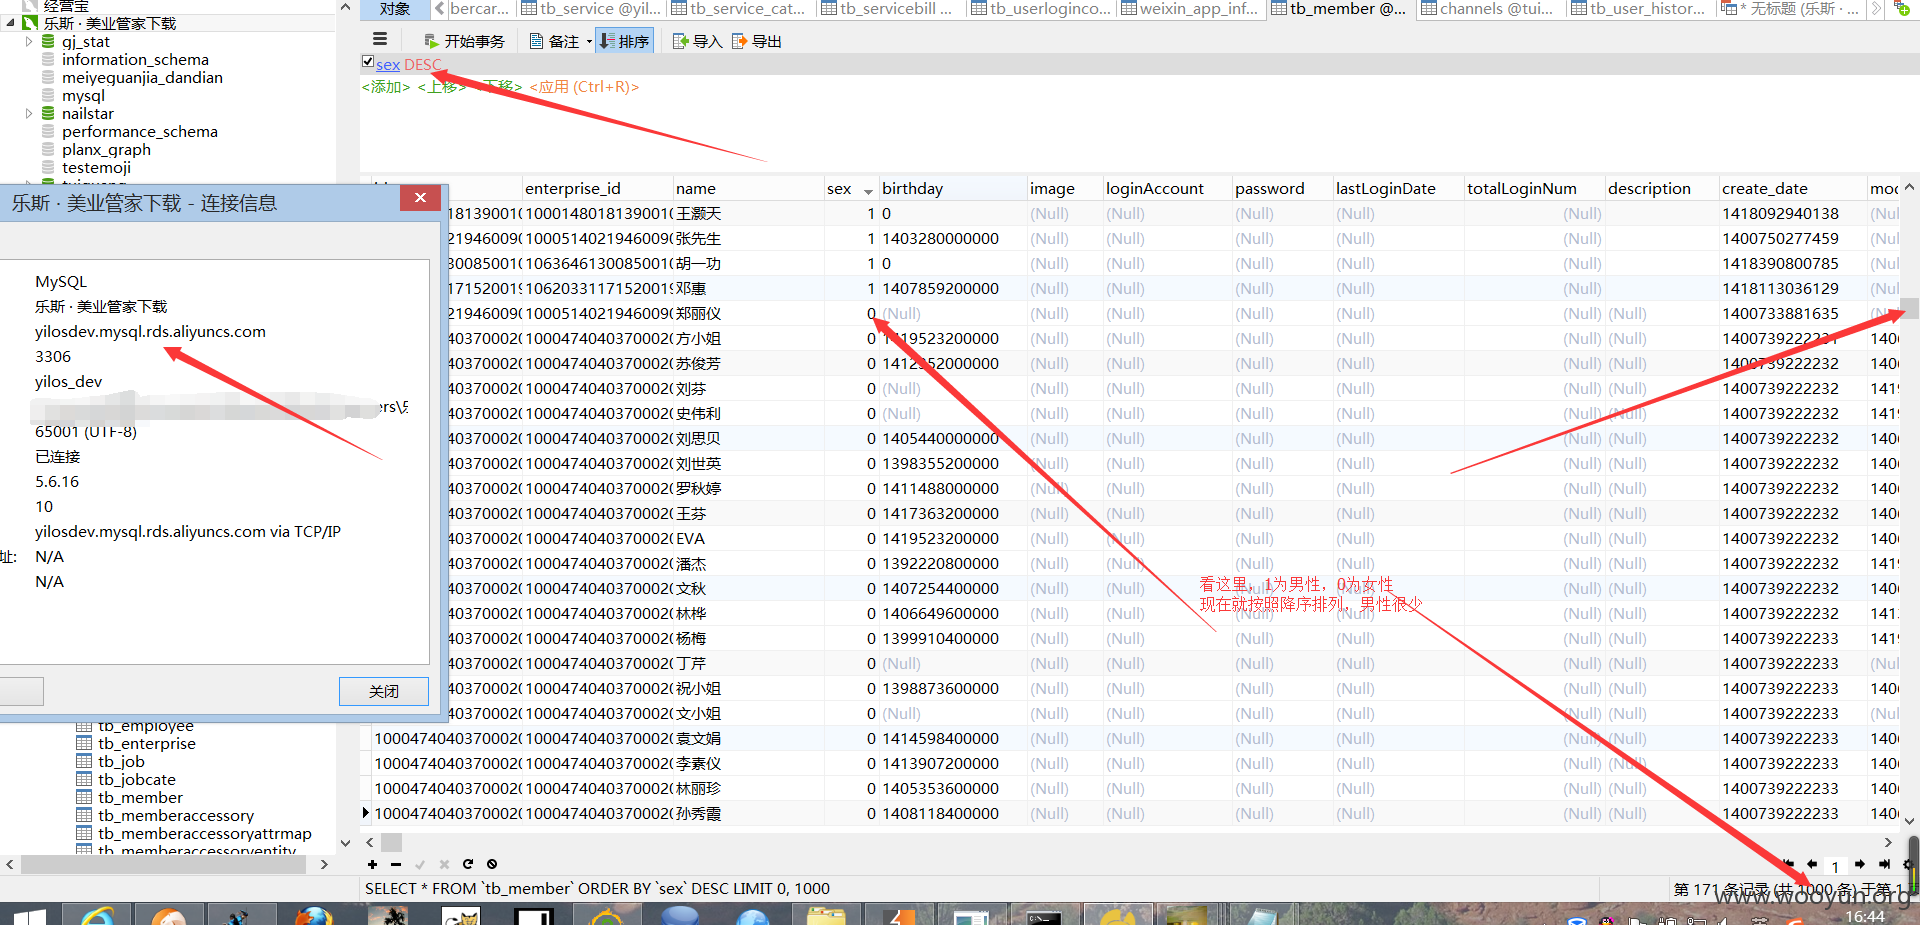 经营宝
乐斯 · 美业管家下载
gj_stat
information_schema
meiyeguanjia_dandian
mysql
nailstar
performance_schema
planx_graph
testemoji
对象 bercar... tb_service @yil... tb_service_cat... tb_servicebill ... tb_userloginco... weixin_app_inf... tb_member @... channels @tui... tb_user_histor... * 无标题 (乐斯 · ...
开始事务 备注 排序 导入 导出
sex DESC
<添加> <上移> <下移> <应用 (Ctrl+R)>
enterprise_id name sex birthday image loginAccount password lastLoginDate totalLoginNum description create_date moc
18139001( 1000148018139001( 王灏天 1 0 (Null) (Null) (Null) (Null) (Null) 1418092940138 (Nul
2194600９( 1000514021946009( 张先生 1 1403280000000 (Null) (Null) (Null) (Null) (Null) 1400750277459 (Nul
30085001( 10636461300850010 胡一功 1 0 (Null) (Null) (Null) (Null) (Null) 1418390800785 (Nul
17152001９ 1062033117152001９ 邓惠 1 1407859200000 (Null) (Null) (Null) (Null) (Null) 1418113036129 (Nul
21946009( 1000514021946009( 郑丽仪 0 (Null) (Null) (Null) (Null) (Null) (Null) (Null) 1400733881635
40370002( 1000474040370002( 方小姐 0 1419523200000 (Null) (Null) (Null) (Null) (Null) (Null) 140
40370002( 1000474040370002( 苏俊芳 0 (Null) (Null) (Null) (Null) (Null) (Null) 1400739222232 140
40370002( 1000474040370002( 刘芬 0 (Null) (Null) (Null) (Null) (Null) (Null) (Null) 1400739222232 141
40370002( 1000474040370002( 史伟利 0 (Null) (Null) (Null) (Null) (Null) (Null) (Null) 1400739222232 141
40370002( 1000474040370002( 刘思贝 0 1405440000000 (Null) (Null) (Null) (Null) (Null) (Null) 1400739222232 140
40370002( 1000474040370002( 刘世英 0 1398355200000 (Null) (Null) (Null) (Null) (Null) (Null) 1400739222232 140
40370002( 1000474040370002( 罗秋婷 0 1411488000000 (Null) (Null) (Null) (Null) (Null) (Null) 1400739222232 140
40370002( 1000474040370002( 王芬 0 1417363200000 (Null) (Null) (Null) (Null) (Null) (Null) 1400739222232 140
40370002( 1000474040370002( EVA 0 1419523200000 (Null) (Null) (Null) (Null) (Null) (Null) 1400739222232 140
40370002( 1000474040370002( 潘杰 0 1392220800000 (Null) (Null) (Null) (Null) (Null) (Null) 1400739222232 140
40370002( 1000474040370002( 文秋 0 1407254400000 (Null) (Null) (Null) (Null) (Null) (Null) 1400739222232 140
40370002( 1000474040370002( 林桦 0 1406649600000 (Null) (Null) (Null) (Null) (Null) (Null) 1400739222232 141
40370002( 1000474040370002( 杨梅 0 1399910400000 (Null) (Null) (Null) (Null) (Null) (Null) 1400739222233 141
40370002( 1000474040370002( 丁芹 0 (Null) (Null) (Null) (Null) (Null) (Null) (Null) 1400739222233 (Nul
40370002( 1000474040370002( 祝小姐 0 1398873600000 (Null) (Null) (Null) (Null) (Null) (Null) 1400739222233 140
40370002( 1000474040370002( 文小姐 0 (Null) (Null) (Null) (Null) (Null) (Null) (Null) 1400739222233 (Nul
1000474040370002( 1000474040370002( 袁文娟 0 1414598400000 (Null) (Null) (Null) (Null) (Null) (Null) 1400739222233 140
1000474040370002( 1000474040370002( 李素仪 0 1413907200000 (Null) (Null) (Null) (Null) (Null) (Null) 1400739222233 140
1000474040370002( 1000474040370002( 林丽珍 0 1405353600000 (Null) (Null) (Null) (Null) (Null) (Null) 1400739222233 140
1000474040370002( 1000474040370002( 孙秀霞 0 1408118400000 (Null) (Null) (Null) (Null) (Null) (Null) 1400739222233 140
看这里，1为男性，0为女性
现在就按照降序排列，男性很少
乐斯 · 美业管家下载 - 连接信息
MySQL
乐斯 · 美业管家下载
yilosdev.mysql.rds.aliyuncs.com
3306
yilos_dev
65001 (UTF-8)
已连接
5.6.16
10
yilosdev.mysql.rds.aliyuncs.com via TCP/IP
址: N/A
N/A
关闭
tb_employee
tb_enterprise
tb_job
tb_jobcate
tb_member
tb_memberaccessory
tb_memberaccessoryattrmap
tb_memberaccessoryentity
1
SELECT * FROM `tb_member` ORDER BY `sex` DESC LIMIT 0, 1000
第 171 条记录 (共 1000 条) 于第 1
www.wooyun.org
16:44